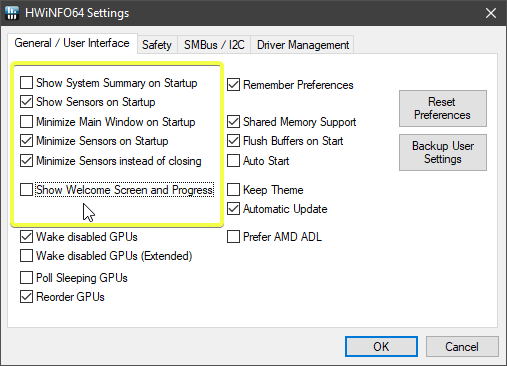 HWiNFO64 Settings
General / User Interface
Safety
SMBus / I2C
Driver Management
Show System Summary on Startup
Show Sensors on Startup
Minimize Main Window on Startup
Minimize Sensors on Startup
Minimize Sensors instead of closing
Show Welcome Screen and Progress
Wake disabled GPUs
Wake disabled GPUs (Extended)
Poll Sleeping GPUs
Reorder GPUs
Remember Preferences
Shared Memory Support
Flush Buffers on Start
Auto Start
Keep Theme
Automatic Update
Prefer AMD ADL
Reset
Preferences
Backup User
Settings
OK
Cancel